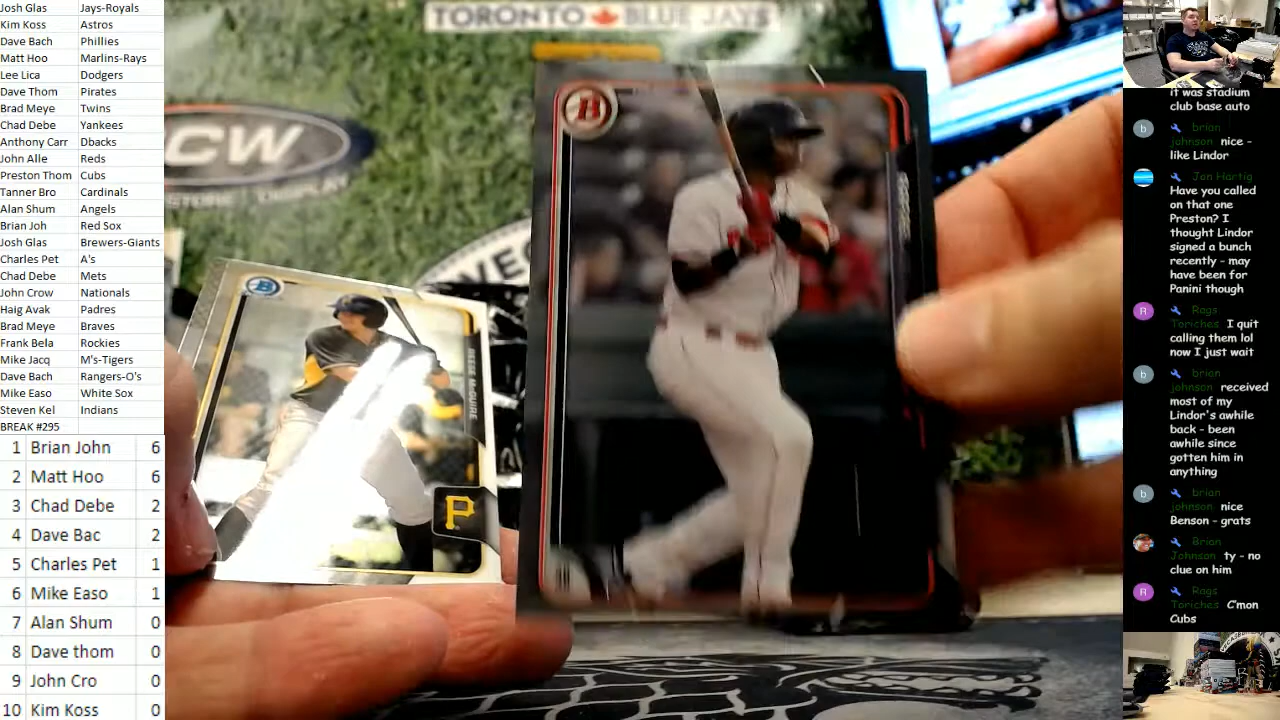 Josh Glas Jays-Royals
Kim Koss Astros
Dave Bach Phillies
Matt Hoo Marlins-Rays
Lee Lica Dodgers
Dave Thom Pirates
Brad Meye Twins
Chad Debe Yankees
Anthony Carr Dbacks
John Alle Reds
Preston Thom Cubs
Tanner Bro Cardinals
Alan Shum Angels
Brian Joh Red Sox
Josh Glas Brewers-Giants
Charles Pet A's
Chad Debe Mets
John Crow Nationals
Haig Avak Padres
Brad Meye Braves
Frank Bela Rockies
Mike Jacq M's-Tigers
Dave Bach Rangers-O's
Mike Easo White Sox
Steven Kel Indians
BREAK #295
1 Brian John 6
2 Matt Hoo 6
3 Chad Debe 2
4 Dave Bac 2
5 Charles Pet 1
6 Mike Easo 1
7 Alan Shum 0
8 Dave thom 0
9 John Cro 0
10 Kim Koss 0
TORONTO BLUE JAYS
CW
B
B
REESE McGUIRE
P
it was stadium
club base auto
b brian
johnson nice -
like Lindor
Jon Hartig
Have you called
on that one
Preston? I
thought Lindor
signed a bunch
recently - may
have been for
Panini though
R Rags
Toriches I quit
calling them lol
now I just wait
b brian
johnson received
most of my
Lindor's awhile
back - been
awhile since
gotten him in
anything
b brian
johnson nice
Benson - grats
Brian
Johnson ty - no
clue on him
R Rags
Toriches C'mon
Cubs